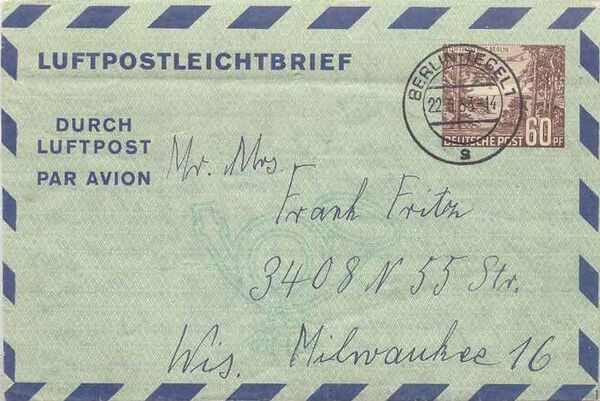 LUFTPOSTLEICHTBRIEF
DURCH
LUFTPOST
PAR AVION
BERLIN TEGEL 1
DEUTSCHE POST 60 PF
Mr. Mrs.
Frank Fritz
3408 N 55 Str.
Wis. Milwaukee 16